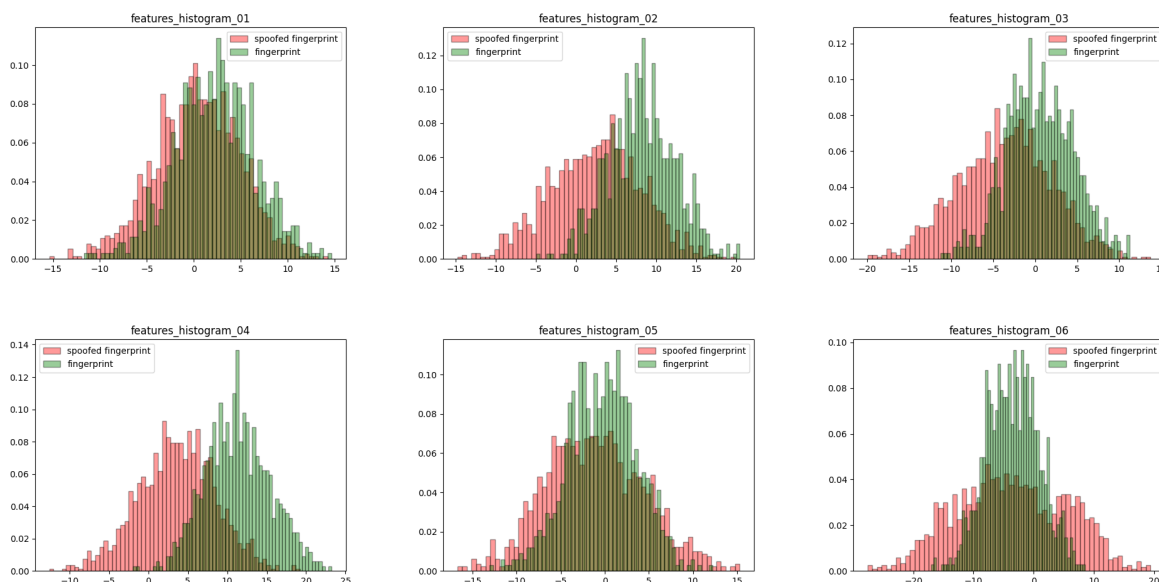 features_histogram_01
spoofed fingerprint
fingerprint
0.10
0.08
0.06
0.04
0.02
0.00
−15 −10 −5 0 5 10 15
features_histogram_02
spoofed fingerprint
fingerprint
0.12
0.10
0.08
0.06
0.04
0.02
0.00
−15 −10 −5 0 5 10 15 20
features_histogram_03
spoofed fingerprint
fingerprint
0.12
0.10
0.08
0.06
0.04
0.02
0.00
−20 −15 −10 −5 0 5 10
features_histogram_04
spoofed fingerprint
fingerprint
0.14
0.12
0.10
0.08
0.06
0.04
0.02
0.00
−10 −5 0 5 10 15 20 25
features_histogram_05
spoofed fingerprint
fingerprint
0.10
0.08
0.06
0.04
0.02
0.00
−15 −10 −5 0 5 10 15
features_histogram_06
spoofed fingerprint
fingerprint
0.10
0.08
0.06
0.04
0.02
0.00
−20 −10 0 10